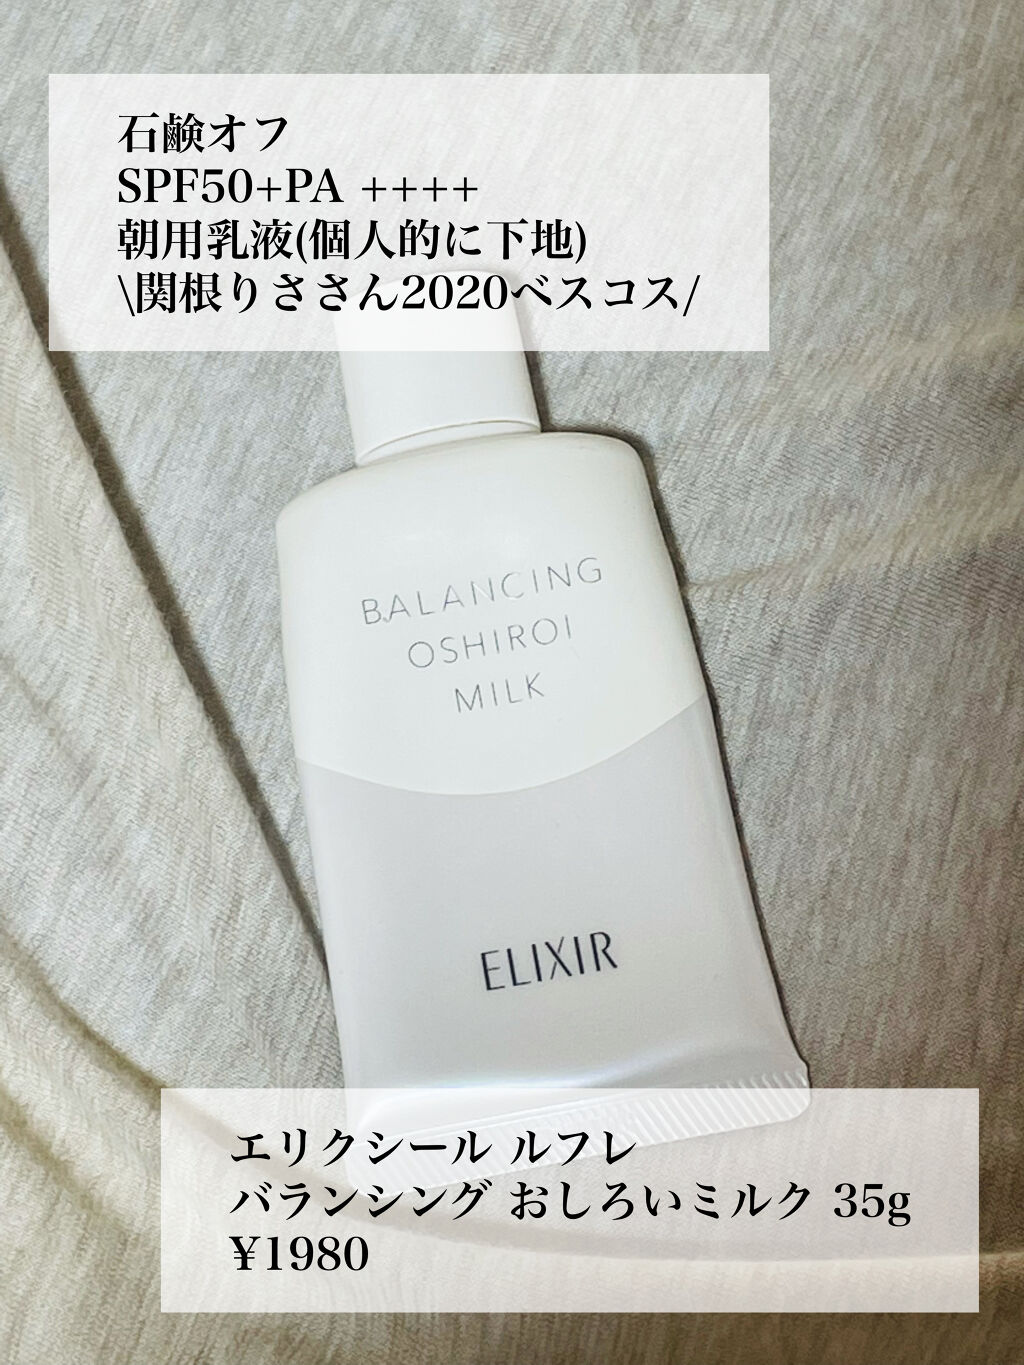 石鹸オフ
SPF50+PA ++++
朝用乳液(個人的に下地)
\関根りささん2020ベスコス/
BALANCING
OSHIROI
MILK
ELIXIR
エリクシール ルフレ
バランシング おしろいミルク 35g
¥1980